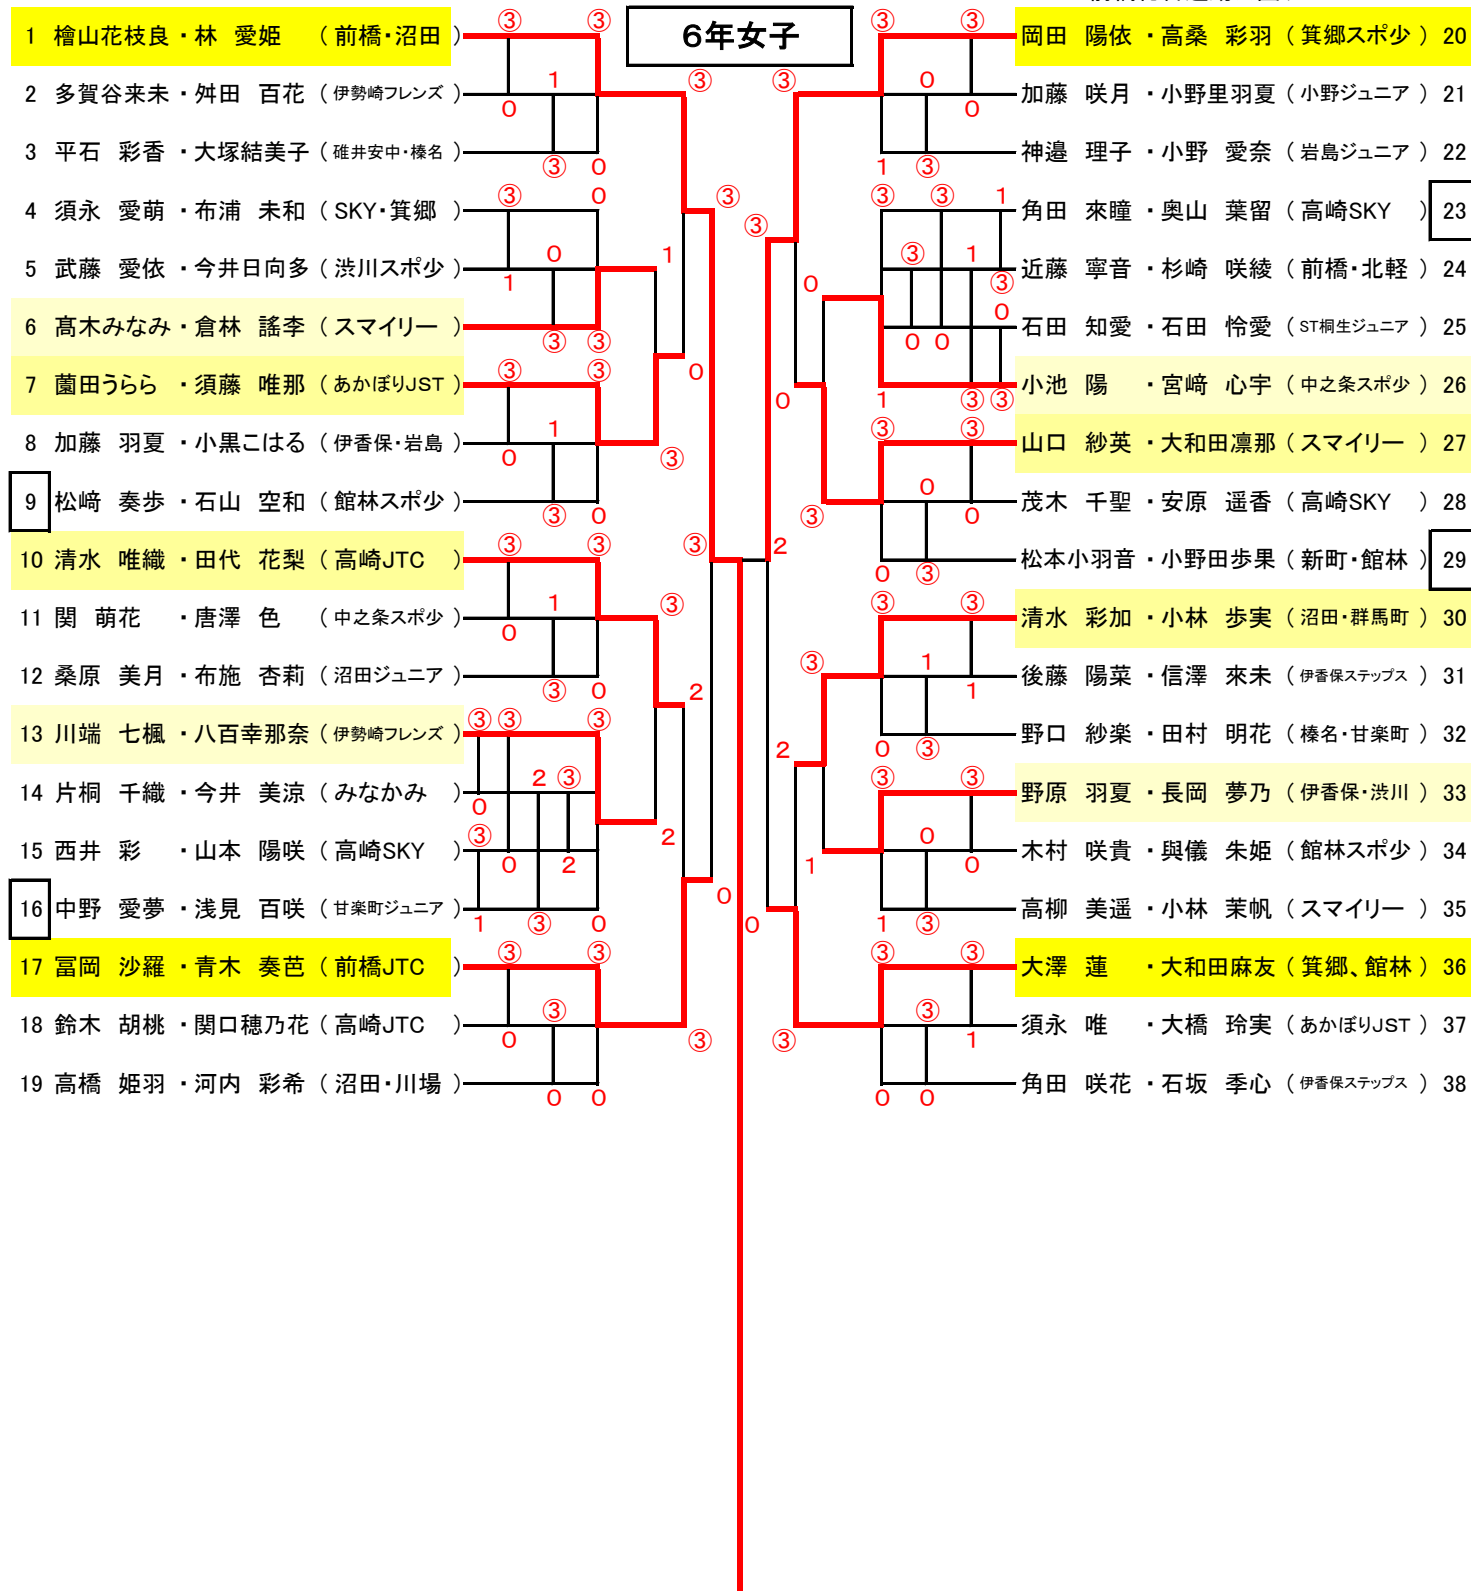 6年女子
1 檜山花枝良・林 愛姫 （前橋・沼田）
2 多賀谷来未・舛田 百花（伊勢崎フレンズ）
3 平石 彩香・大塚結美子（碓井安中・榛名）
4 須永 愛萌・布浦 未和（SKY・箕郷）
5 武藤 愛依・今井日向多（渋川スポ少）
6 髙木みなみ・倉林 謠李（スマイリー）
7 薗田うらら・須藤 唯那（あかぼりJST）
8 加藤 羽夏・小黒こはる（伊香保・岩島）
9 松﨑 奏歩・石山 空和（館林スポ少）
10 清水 唯織・田代 花梨（高崎JTC）
11 関 萌花・唐澤 色（中之条スポ少）
12 桑原 美月・布施 杏莉（沼田ジュニア）
13 川端 七楓・八百幸那奈（伊勢崎フレンズ）
14 片桐 千織・今井 美涼（みなかみ）
15 西井 彩・山本 陽咲（高崎SKY）
16 中野 愛夢・浅見 百咲（甘楽町ジュニア）
17 冨岡 沙羅・青木 奏芭（前橋JTC）
18 鈴木 胡桃・関口穂乃花（高崎JTC）
19 高橋 姫羽・河内 彩希（沼田・川場）
岡田 陽依・高桑 彩羽（箕郷スポ少）20
加藤 咲月・小野里羽夏（小野ジュニア）21
神邉 理子・小野 愛奈（岩島ジュニア）22
角田 來瞳・奥山 葉留（高崎SKY）23
近藤 寧音・杉崎 咲綾（前橋・北軽）24
石田 知愛・石田 怜愛（ST桐生ジュニア）25
小池 陽・宮﨑 心宇（中之条スポ少）26
山口 紗英・大和田凛那（スマイリー）27
茂木 千聖・安原 遥香（高崎SKY）28
松本小羽音・小野田歩果（新町・館林）29
清水 彩加・小林 歩実（沼田・群馬町）30
後藤 陽菜・信澤 來未（伊香保ステップス）31
野口 紗楽・田村 明花（榛名・甘楽町）32
野原 羽夏・長岡 夢乃（伊香保・渋川）33
木村 咲貴・與儀 朱姫（館林スポ少）34
高柳 美遥・小林 茉帆（スマイリー）35
大澤 蓮・大和田麻友（箕郷、館林）36
須永 唯・大橋 玲実（あかぼりJST）37
角田 咲花・石坂 季心（伊香保ステップス）38